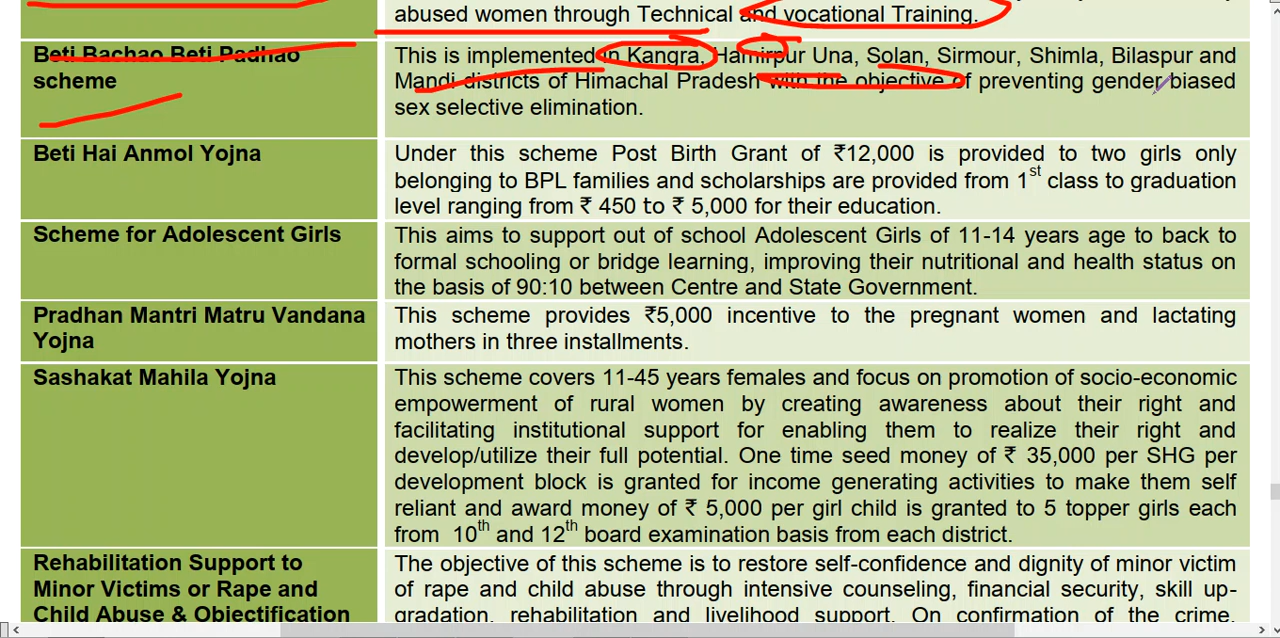 abused women through Technical and vocational Training.
Beti Bachao Beti Padhao
scheme
This is implemented in Kangra, Hamirpur Una, Solan, Sirmour, Shimla, Bilaspur and
Mandi districts of Himachal Pradesh with the objective of preventing gender biased
sex selective elimination.
Beti Hai Anmol Yojna
Under this scheme Post Birth Grant of ₹12,000 is provided to two girls only
belonging to BPL families and scholarships are provided from 1st class to graduation
level ranging from ₹ 450 to ₹ 5,000 for their education.
Scheme for Adolescent Girls
This aims to support out of school Adolescent Girls of 11-14 years age to back to
formal schooling or bridge learning, improving their nutritional and health status on
the basis of 90:10 between Centre and State Government.
Pradhan Mantri Matru Vandana
Yojna
This scheme provides ₹5,000 incentive to the pregnant women and lactating
mothers in three installments.
Sashakat Mahila Yojna
This scheme covers 11-45 years females and focus on promotion of socio-economic
empowerment of rural women by creating awareness about their right and
facilitating institutional support for enabling them to realize their right and
develop/utilize their full potential. One time seed money of ₹ 35,000 per SHG per
development block is granted for income generating activities to make them self
reliant and award money of ₹ 5,000 per girl child is granted to 5 topper girls each
from 10th and 12th board examination basis from each district.
Rehabilitation Support to
Minor Victims or Rape and
Child Abuse & Objectification
The objective of this scheme is to restore self-confidence and dignity of minor victim
of rape and child abuse through intensive counseling, financial security, skill up-
gradation, rehabilitation and livelihood support. On confirmation of the crime,